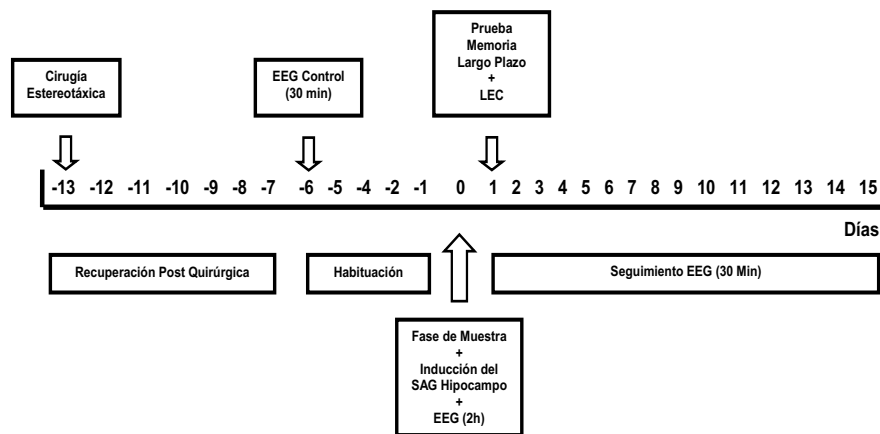 Prueba
Memoria
Largo Plazo
+
LEC
Cirugía
Estereotáxica
EEG Control
(30 min)
-13 -12 -11 -10 -9 -8 -7 -6 -5 -4 -2 -1 0 1 2 3 4 5 6 7 8 9 10 11 12 13 14 15
Días
Recuperación Post Quirúrgica
Habituación
Seguimiento EEG (30 Min)
Fase de Muestra
+
Inducción del
SAG Hipocampo
+
EEG (2h)